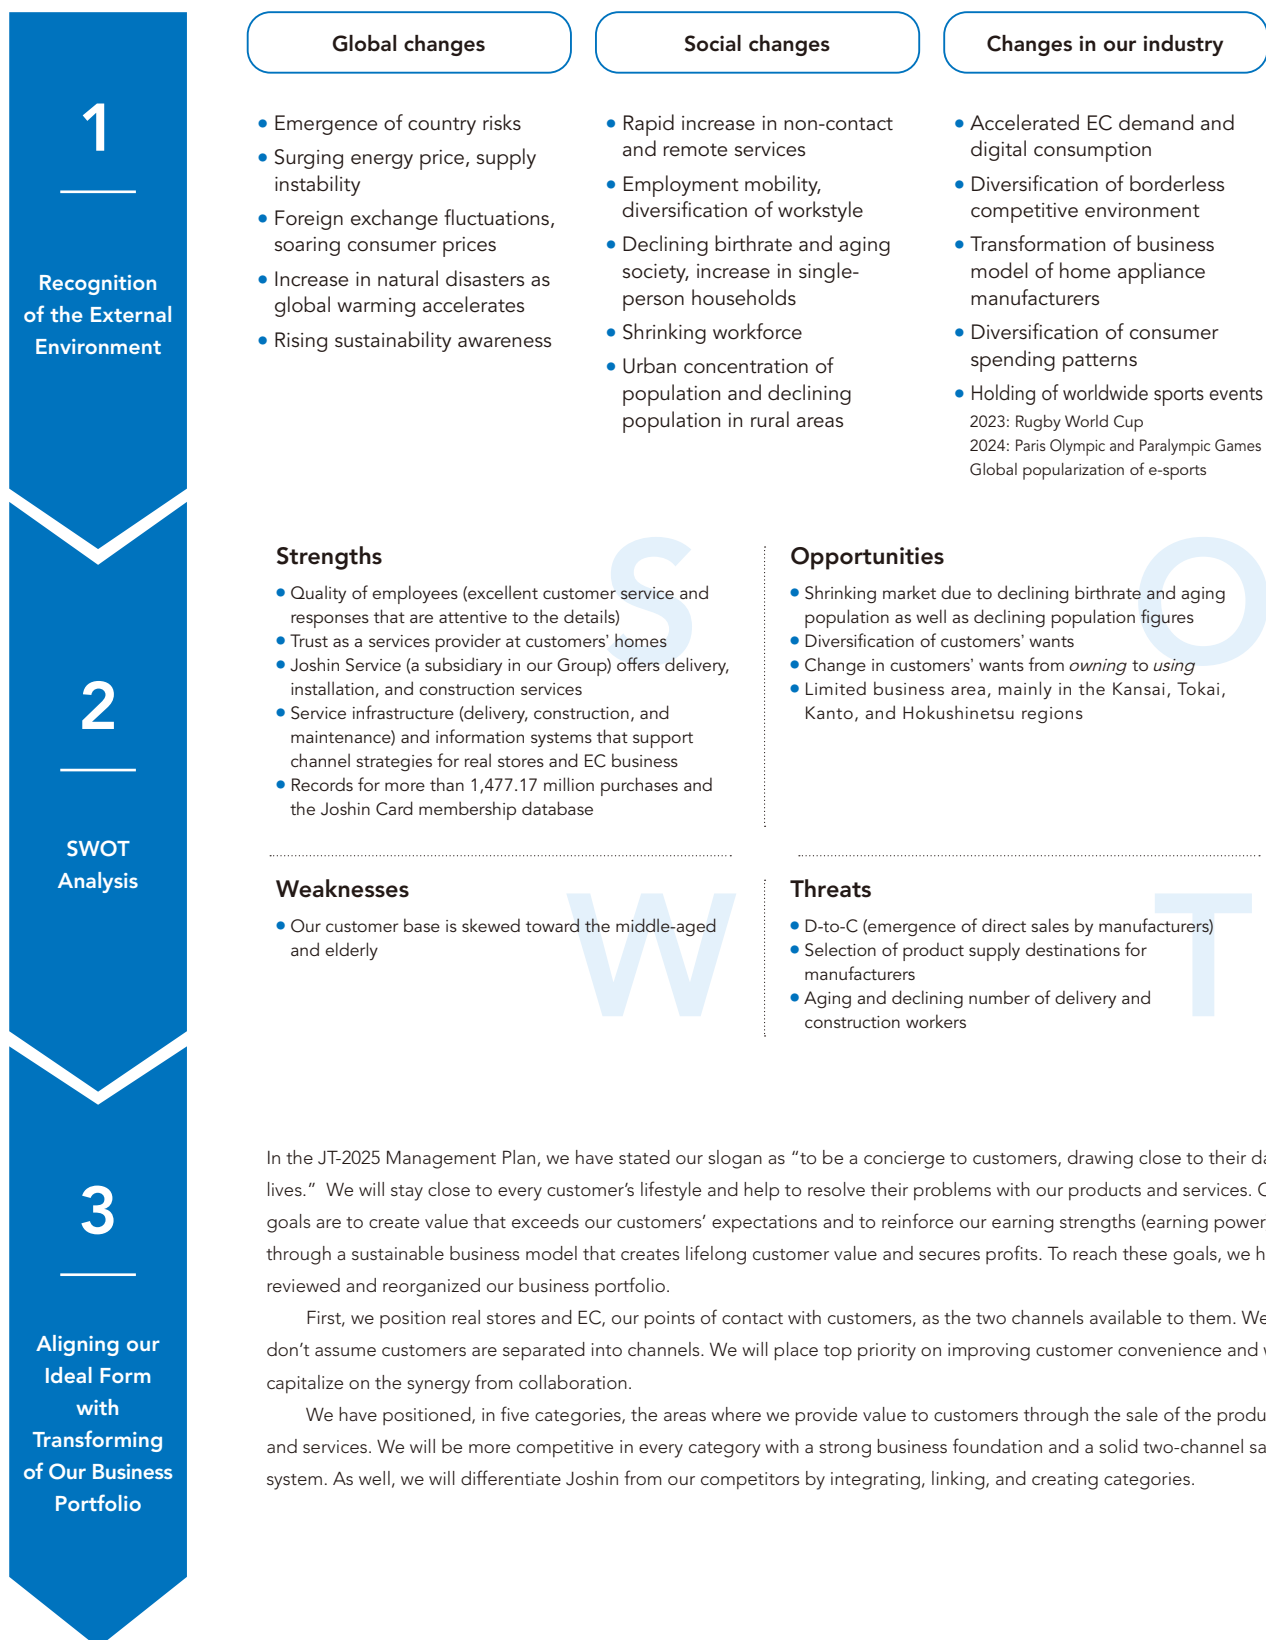 1
Recognition
of the External
Environment
Global changes
• Emergence of country risks
• Surging energy price, supply
instability
• Foreign exchange fluctuations,
soaring consumer prices
• Increase in natural disasters as
global warming accelerates
• Rising sustainability awareness
Social changes
• Rapid increase in non-contact
and remote services
• Employment mobility,
diversification of workstyle
• Declining birthrate and aging
society, increase in single-
person households
• Shrinking workforce
• Urban concentration of
population and declining
population in rural areas
Changes in our industry
• Accelerated EC demand and
digital consumption
• Diversification of borderless
competitive environment
• Transformation of business
model of home appliance
manufacturers
• Diversification of consumer
spending patterns
• Holding of worldwide sports events
2023: Rugby World Cup
2024: Paris Olympic and Paralympic Games
Global popularization of e-sports
2
SWOT
Analysis
S
Strengths
• Quality of employees (excellent customer service and
responses that are attentive to the details)
• Trust as a services provider at customers' homes
• Joshin Service (a subsidiary in our Group) offers delivery,
installation, and construction services
• Service infrastructure (delivery, construction, and
maintenance) and information systems that support
channel strategies for real stores and EC business
• Records for more than 1,477.17 million purchases and
the Joshin Card membership database
O
Opportunities
• Shrinking market due to declining birthrate and aging
population as well as declining population figures
• Diversification of customers' wants
• Change in customers' wants from owning to using
• Limited business area, mainly in the Kansai, Tokai,
Kanto, and Hokushinetsu regions
W
Weaknesses
• Our customer base is skewed toward the middle-aged
and elderly
T
Threats
• D-to-C (emergence of direct sales by manufacturers)
• Selection of product supply destinations for
manufacturers
• Aging and declining number of delivery and
construction workers
3
Aligning our
Ideal Form
with
Transforming
of Our Business
Portfolio
In the JT-2025 Management Plan, we have stated our slogan as “to be a concierge to customers, drawing close to their
lives.” We will stay close to every customer’s lifestyle and help to resolve their problems with our products and services.
goals are to create value that exceeds our customers’ expectations and to reinforce our earning strengths (earning power
through a sustainable business model that creates lifelong customer value and secures profits. To reach these goals, we
reviewed and reorganized our business portfolio.
First, we position real stores and EC, our points of contact with customers, as the two channels available to them. We
don’t assume customers are separated into channels. We will place top priority on improving customer convenience and
capitalize on the synergy from collaboration.
We have positioned, in five categories, the areas where we provide value to customers through the sale of the
and services. We will be more competitive in every category with a strong business foundation and a solid two-channel
system. As well, we will differentiate Joshin from our competitors by integrating, linking, and creating categories.